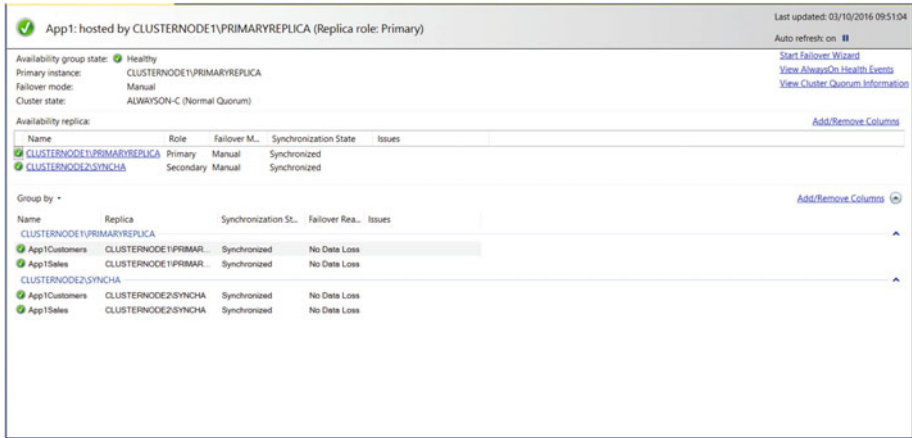 App1: hosted by CLUSTERNODE1\PRIMARYREPLICA (Replica role: Primary)
Last updated: 03/10/2016 09:51:04
Auto refresh: on
Availability group state: Healthy
Primary instance: CLUSTERNODE1\PRIMARYREPLICA
Failover mode: Manual
Cluster state: ALWAYSON-C (Normal Quorum)
Start Failover Wizard
View AlwaysOn Health Events
View Cluster Quorum Information
Availability replica: Add/Remove Columns
Name Role Failover M... Synchronization State Issues
CLUSTERNODE1\PRIMARYREPLICA Primary Manual Synchronized
CLUSTERNODE2\SYNCHA Secondary Manual Synchronized
Group by Add/Remove Columns
Name Replica Synchronization St... Failover Rea... Issues
CLUSTERNODE1\PRIMARYREPLICA
App1Customers CLUSTERNODE1\PRIMAR... Synchronized No Data Loss
App1Sales CLUSTERNODE1\PRIMAR... Synchronized No Data Loss
CLUSTERNODE2\SYNCHA
App1Customers CLUSTERNODE2\SYNCHA Synchronized No Data Loss
App1Sales CLUSTERNODE2\SYNCHA Synchronized No Data Loss